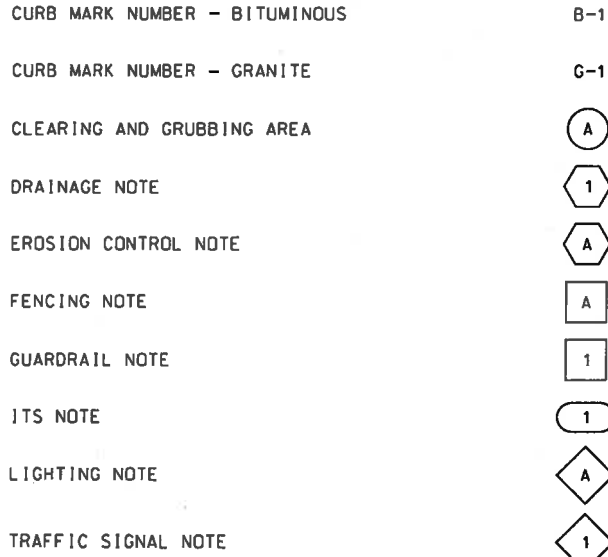 CURB MARK NUMBER - BITUMINOUS B-1
CURB MARK NUMBER - GRANITE G-1
CLEARING AND GRUBBING AREA A
DRAINAGE NOTE 1
EROSION CONTROL NOTE A
FENCING NOTE A
GUARDRAIL NOTE 1
ITS NOTE 1
LIGHTING NOTE A
TRAFFIC SIGNAL NOTE 1